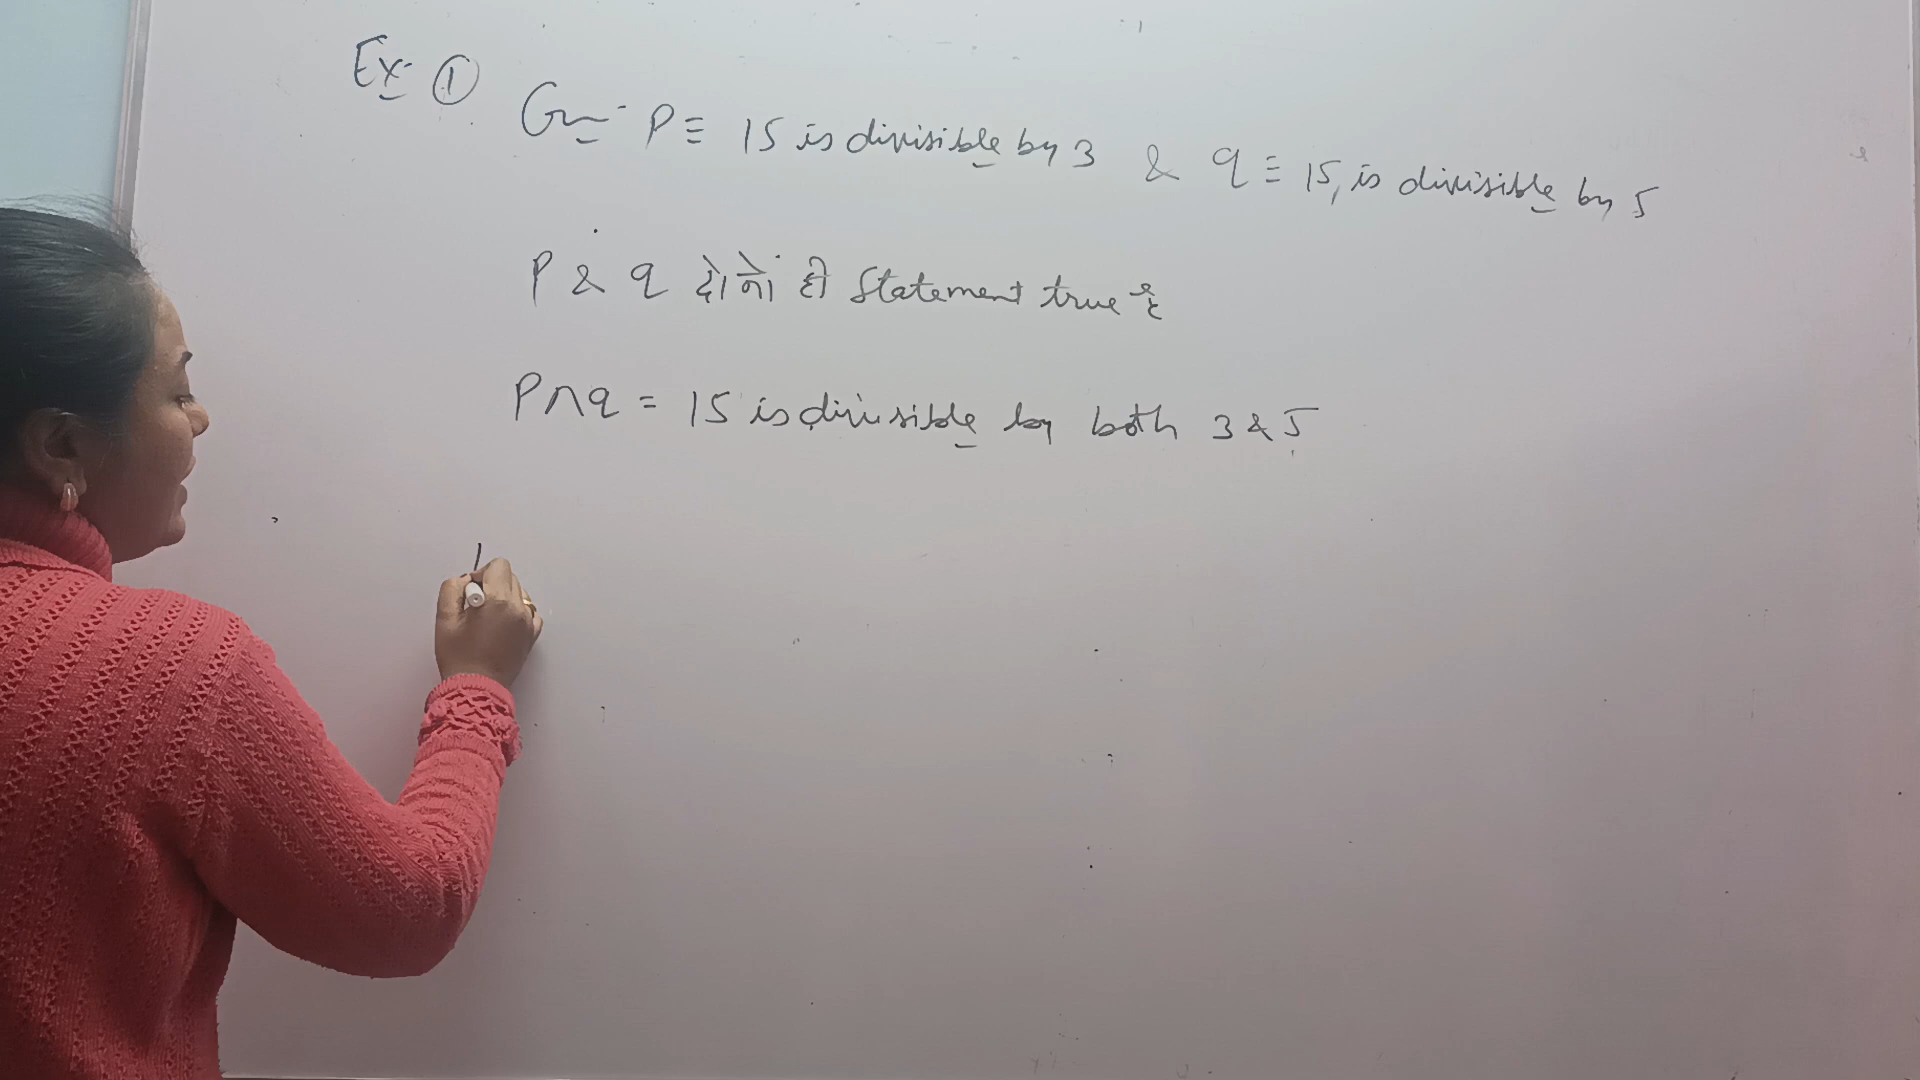 Ex. ① Gn- P ≡ 15 is divisible by 3 & q ≡ 15, is divisible by 5
P & q दोनों ही Statement true है
P∩q = 15 is divisible by both 3 & 5